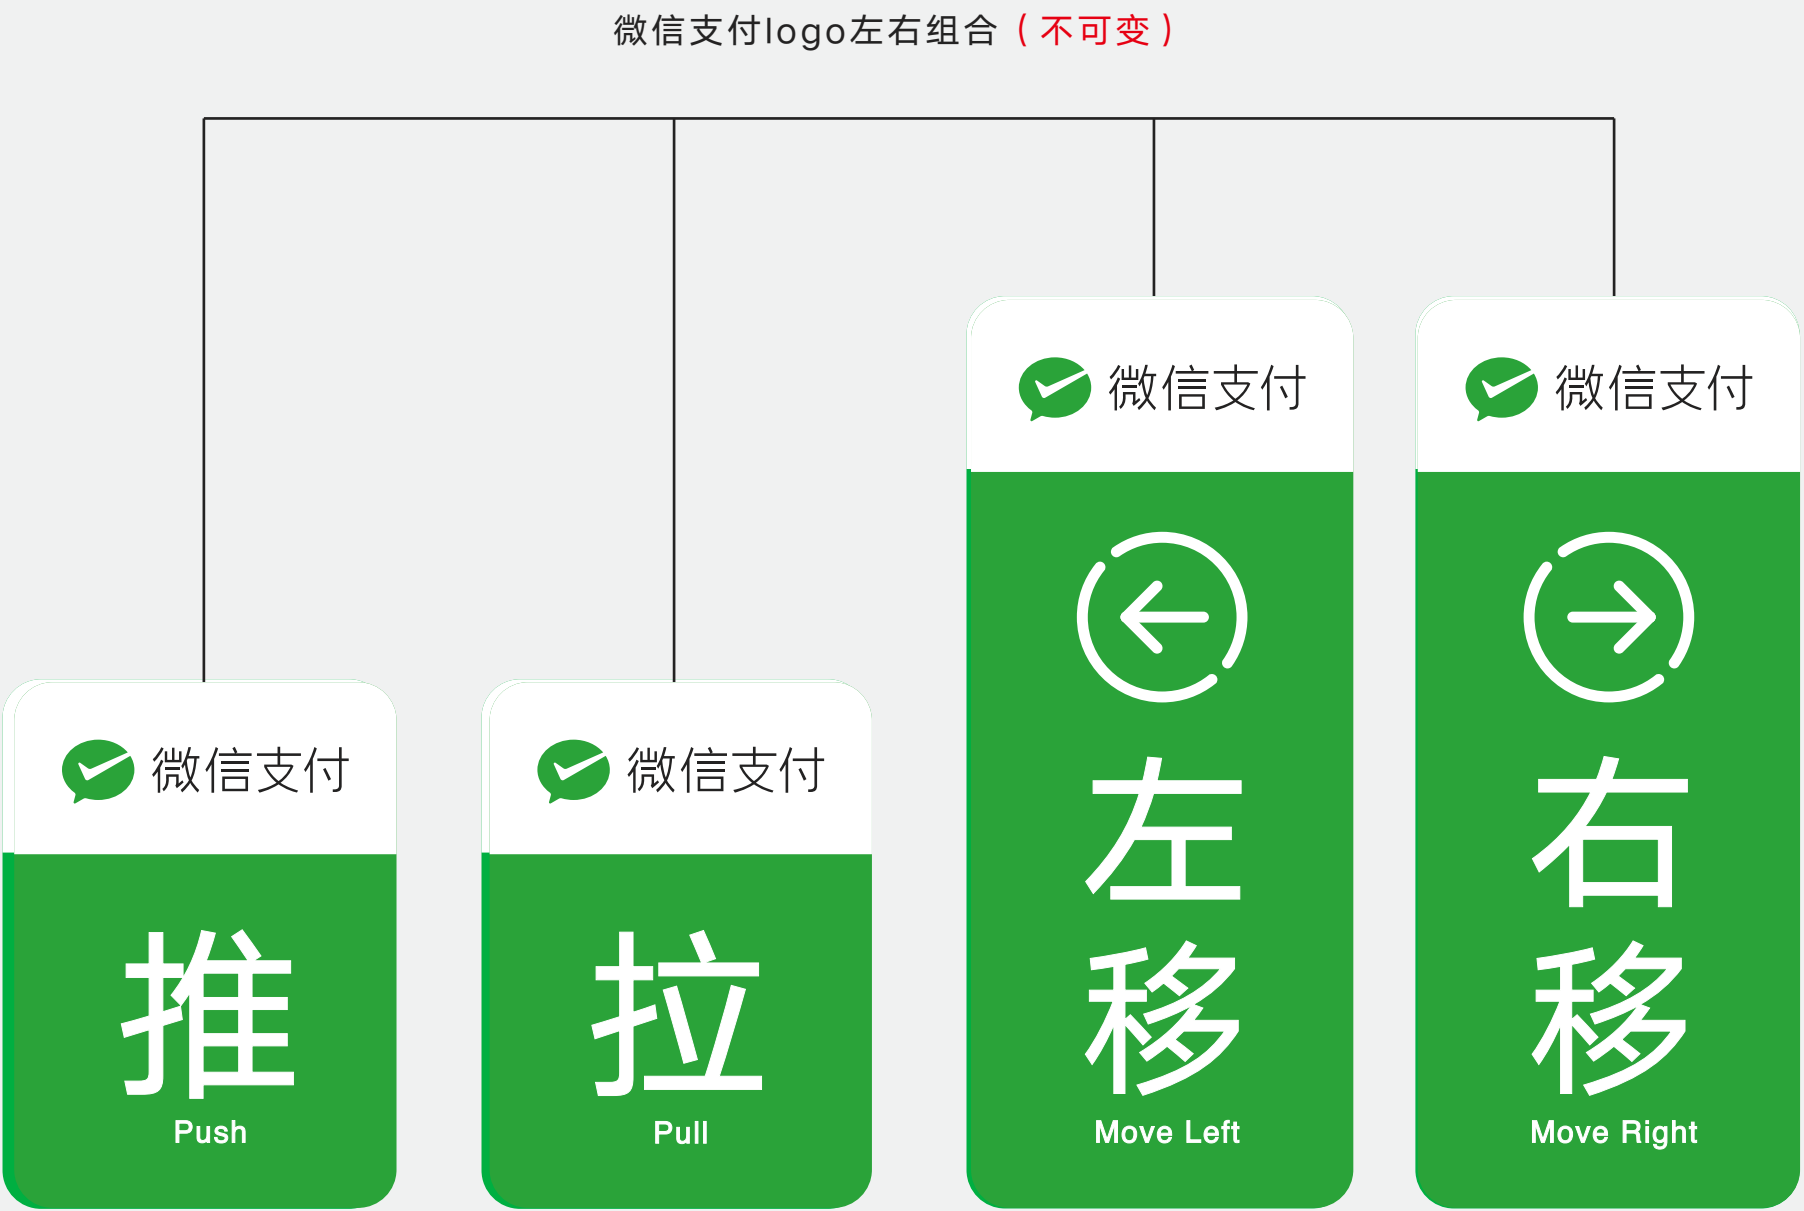 微信支付logo左右组合（不可变）
微信支付
推
Push
微信支付
拉
Pull
微信支付
左
移
Move Left
微信支付
右
移
Move Right